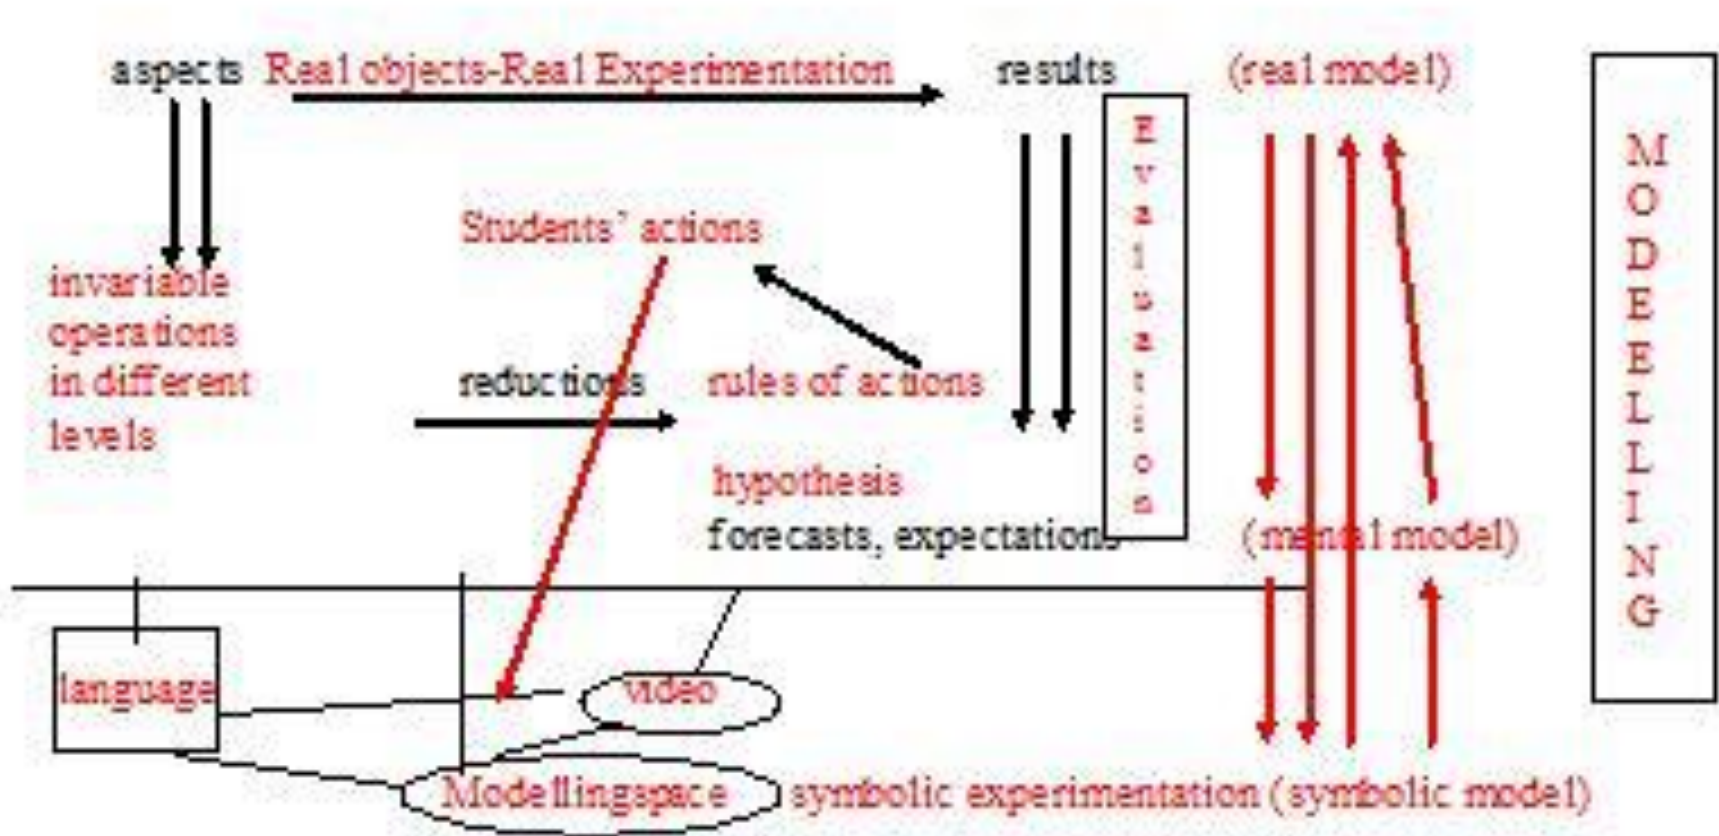 aspects Real objects-Real Experimentation results (real model)
Students’ actions
invariable
operations
in different
levels
reductions rules of actions
hypothesis
forecasts, expectations
Evaluation
(mental model)
MODELLING
language
video
Modellingspace symbolic experimentation (symbolic model)